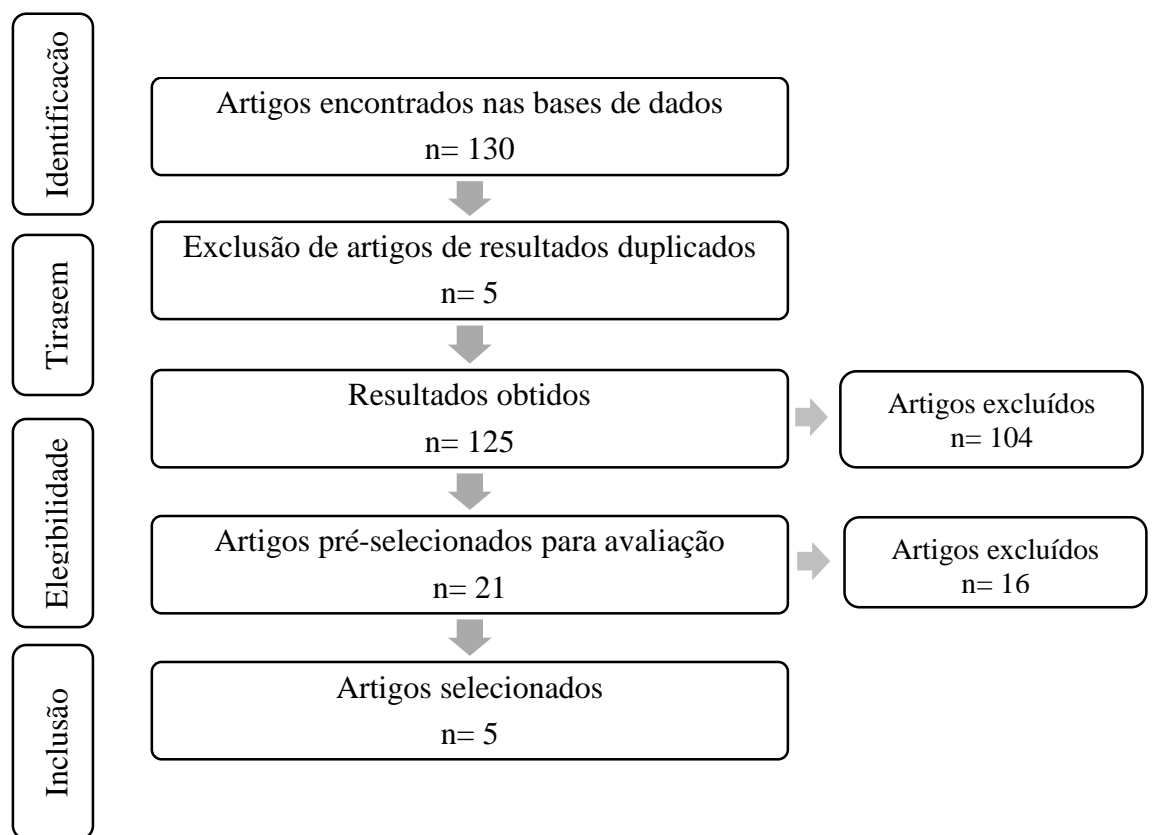 Identificação
Artigos encontrados nas bases de dados
n= 130
Tiragem
Exclusão de artigos de resultados duplicados
n= 5
Resultados obtidos
n= 125
Artigos excluídos
n= 104
Elegibilidade
Artigos pré-selecionados para avaliação
n= 21
Artigos excluídos
n= 16
Inclusão
Artigos selecionados
n= 5